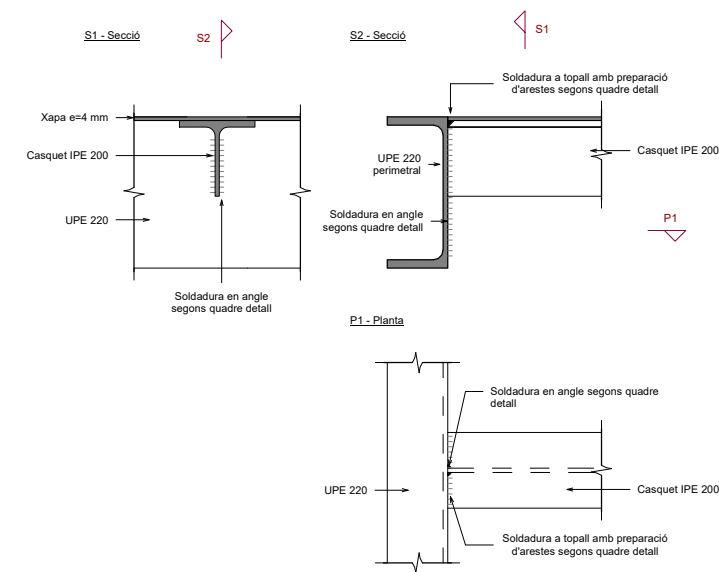 S1 - Secció
S2
S2 - Secció
S1
Xapa e=4 mm
Casquet IPE 200
UPE 220
Soldadura en angle
segons quadre detall
Soldadura a topall amb preparació
d'arestes segons quadre detall
UPE 220
perimetral
Casquet IPE 200
Soldadura en angle
segons quadre detall
P1
P1 - Planta
Soldadura en angle segons quadre
detall
UPE 220
Casquet IPE 200
Soldadura a topall amb preparació
d'arestes segons quadre detall